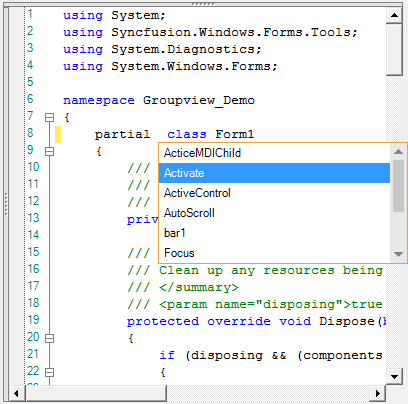 1 using System;
2 using Syncfusion.Windows.Forms.Tools;
3 using System.Diagnostics;
4 using System.Windows.Forms;
5
6 namespace Groupview_Demo
7 {
8 partial class Form1
9 {
10 ///
11 ///
12 ///
13 priv
14
15 ///
16 /// Clean up any resources being
17 /// </summary>
18 /// <param name="disposing">true
19 protected override void Dispose(b
20 {
21 if (disposing && (components
22 {
ActiceMDIChild
Activate
ActiveControl
AutoScroll
bar1
Focus